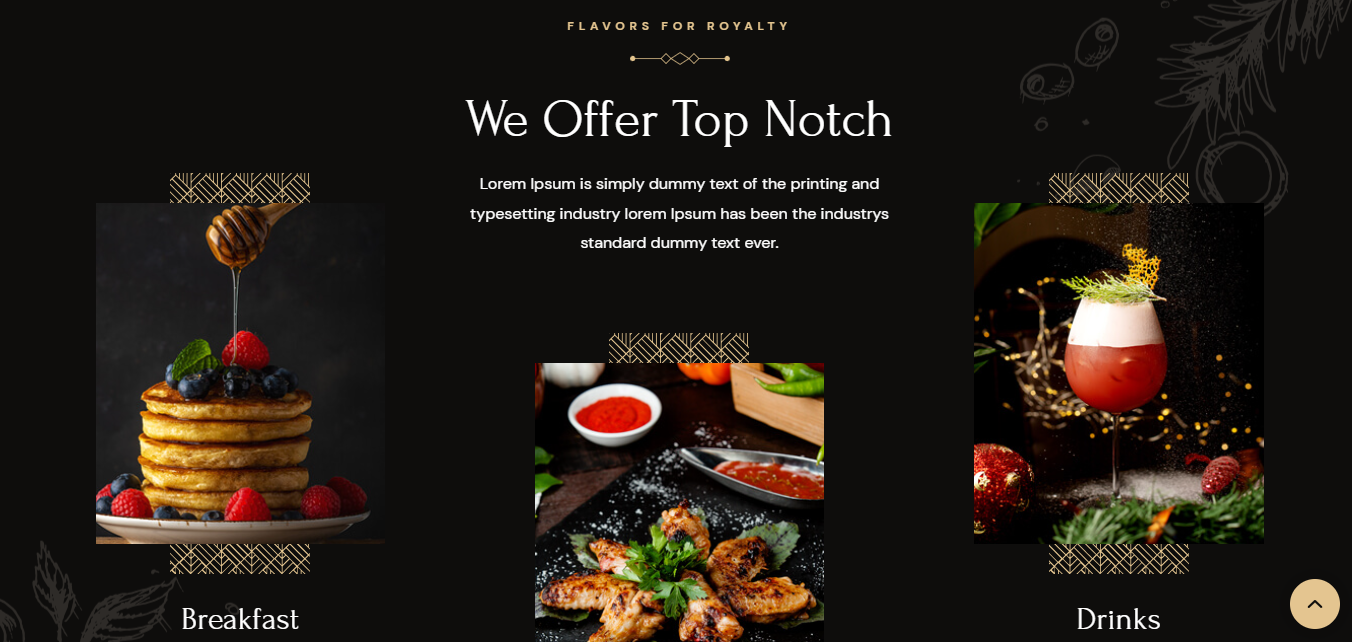 FLAVORS FOR ROYALTY
We Offer Top Notch
Lorem Ipsum is simply dummy text of the printing and
typesetting industry lorem Ipsum has been the industrys
standard dummy text ever.
Breakfast
Drinks